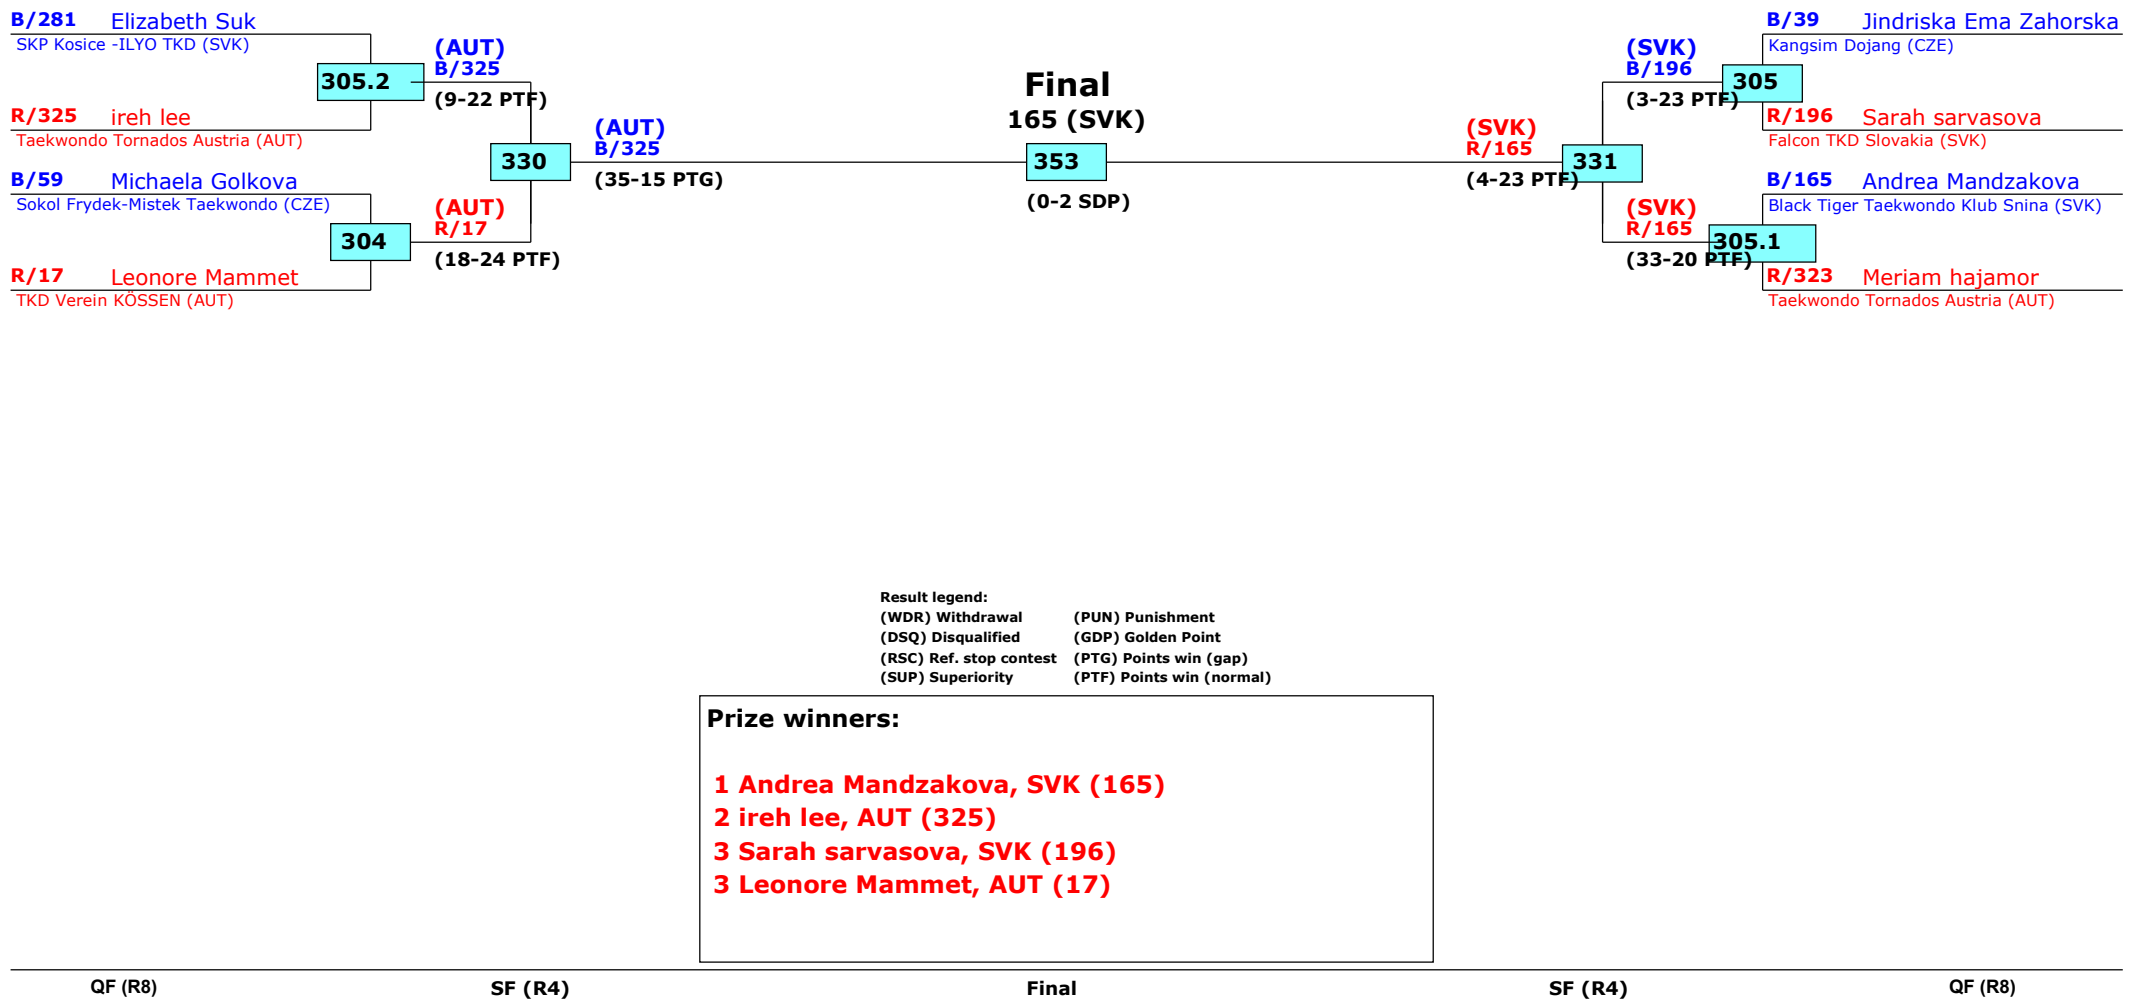 B/281 Elizabeth Suk
SKP Kosice -ILYO TKD (SVK)
305.2
R/325 ireh lee
Taekwondo Tornados Austria (AUT)
B/59 Michaela Golkova
Sokol Frydek-Mistek Taekwondo (CZE)
304
R/17 Leonore Mammet
TKD Verein KÖSSEN (AUT)
(AUT)
B/325
(9-22 PTF)
330
(AUT)
R/17
(18-24 PTF)
(AUT)
B/325
(35-15 PTG)
Final
165 (SVK)
353
(0-2 SDP)
(SVK)
R/165
(4-23 PTF)
331
(SVK)
B/196
(3-23 PTF)
(SVK)
R/165
(33-20 PTF)
B/39 Jindriska Ema Zahorska
Kangsim Dojang (CZE)
305
R/196 Sarah sarvasova
Falcon TKD Slovakia (SVK)
B/165 Andrea Mandzakova
Black Tiger Taekwondo Klub Snina (SVK)
305.1
R/323 Meriam hajamor
Taekwondo Tornados Austria (AUT)
Result legend:
(WDR) Withdrawal (PUN) Punishment
(DSQ) Disqualified (GDP) Golden Point
(RSC) Ref. stop contest (PTG) Points win (gap)
(SUP) Superiority (PTF) Points win (normal)
Prize winners:
1 Andrea Mandzakova, SVK (165)
2 ireh lee, AUT (325)
3 Sarah sarvasova, SVK (196)
3 Leonore Mammet, AUT (17)
QF (R8) SF (R4) Final SF (R4) QF (R8)